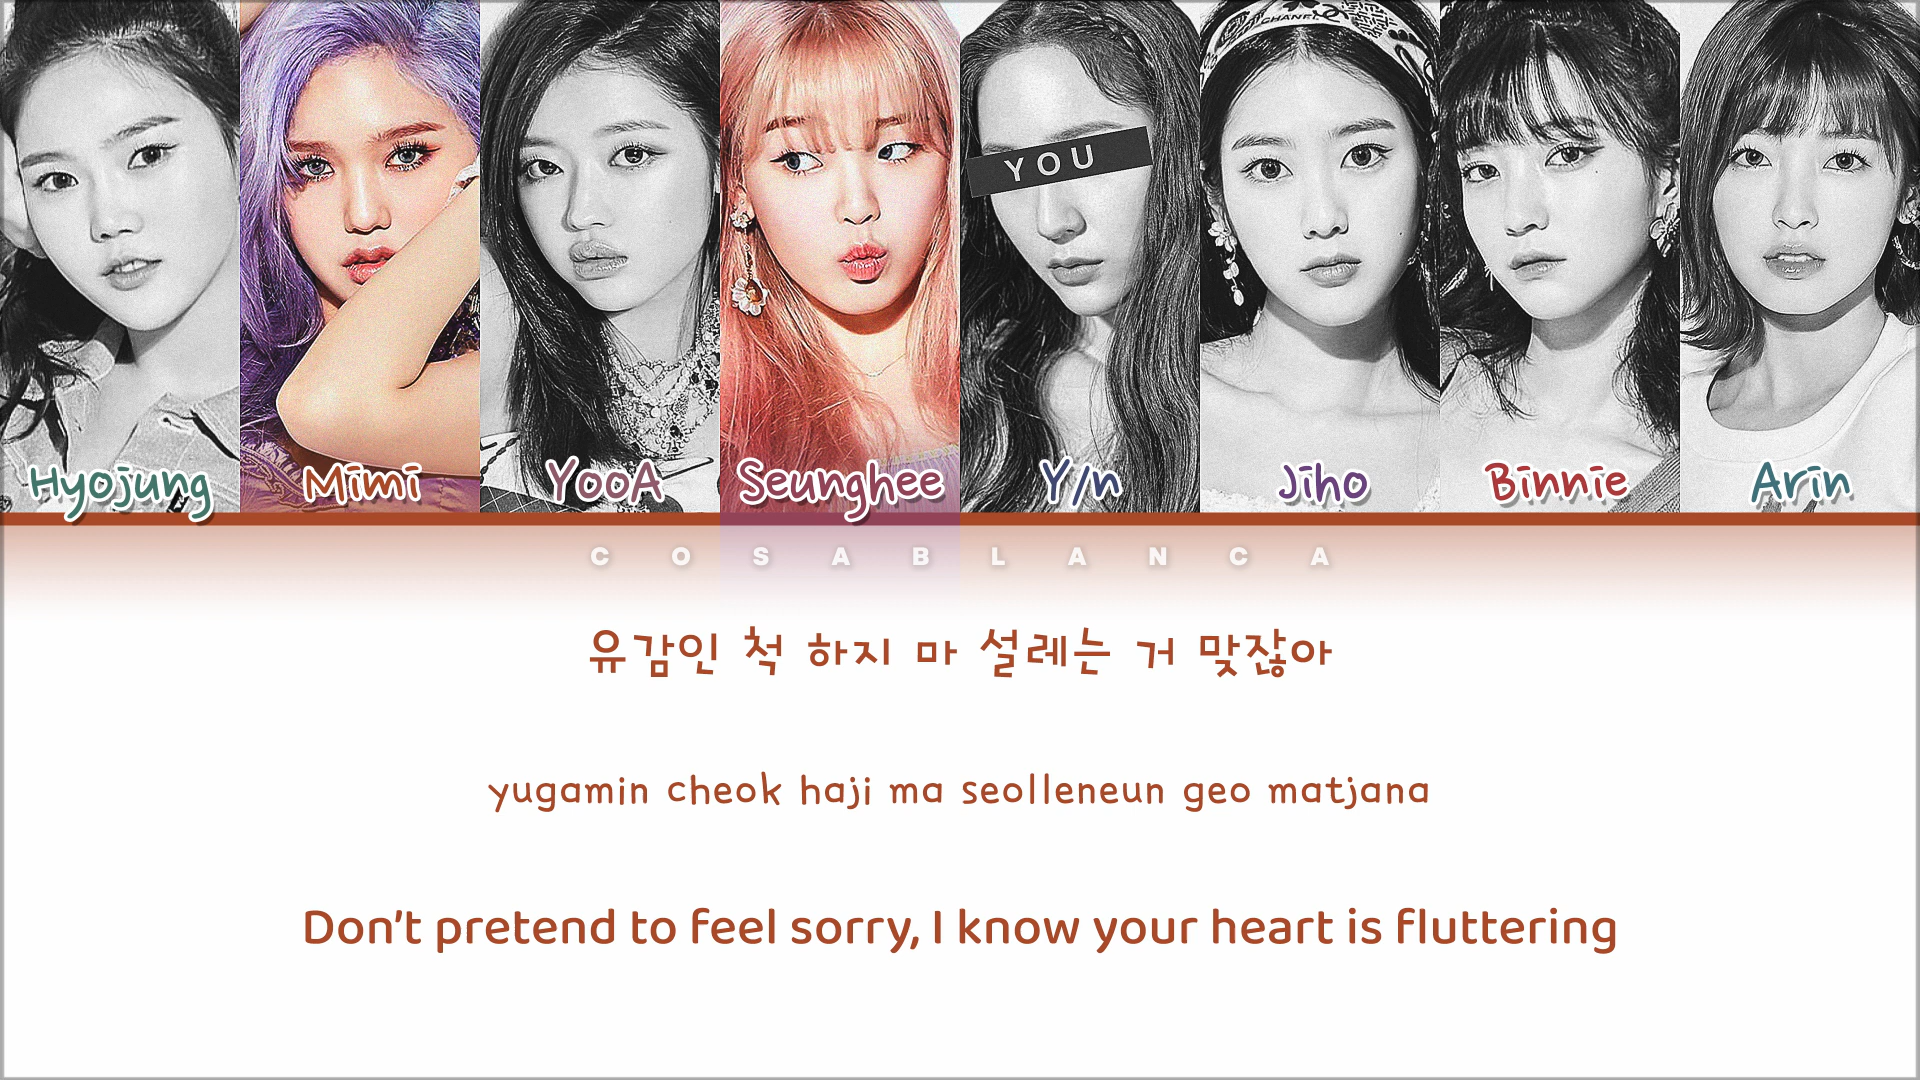 CHANEL
YOU
Hyojung Mimi YooA Seunghee Y/n Jiho Binnie Arin
COSABLANCA
유감인 척 하지 마 설레는 거 맞잖아
yugamin cheok haji ma seolleneun geo matjana
Don't pretend to feel sorry, I know your heart is fluttering